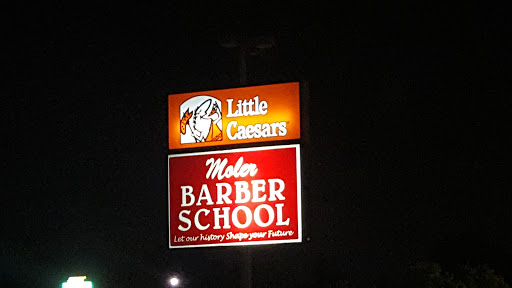 Little
Caesars
Moler
BARBER
SCHOOL
Let our history Shape your Future